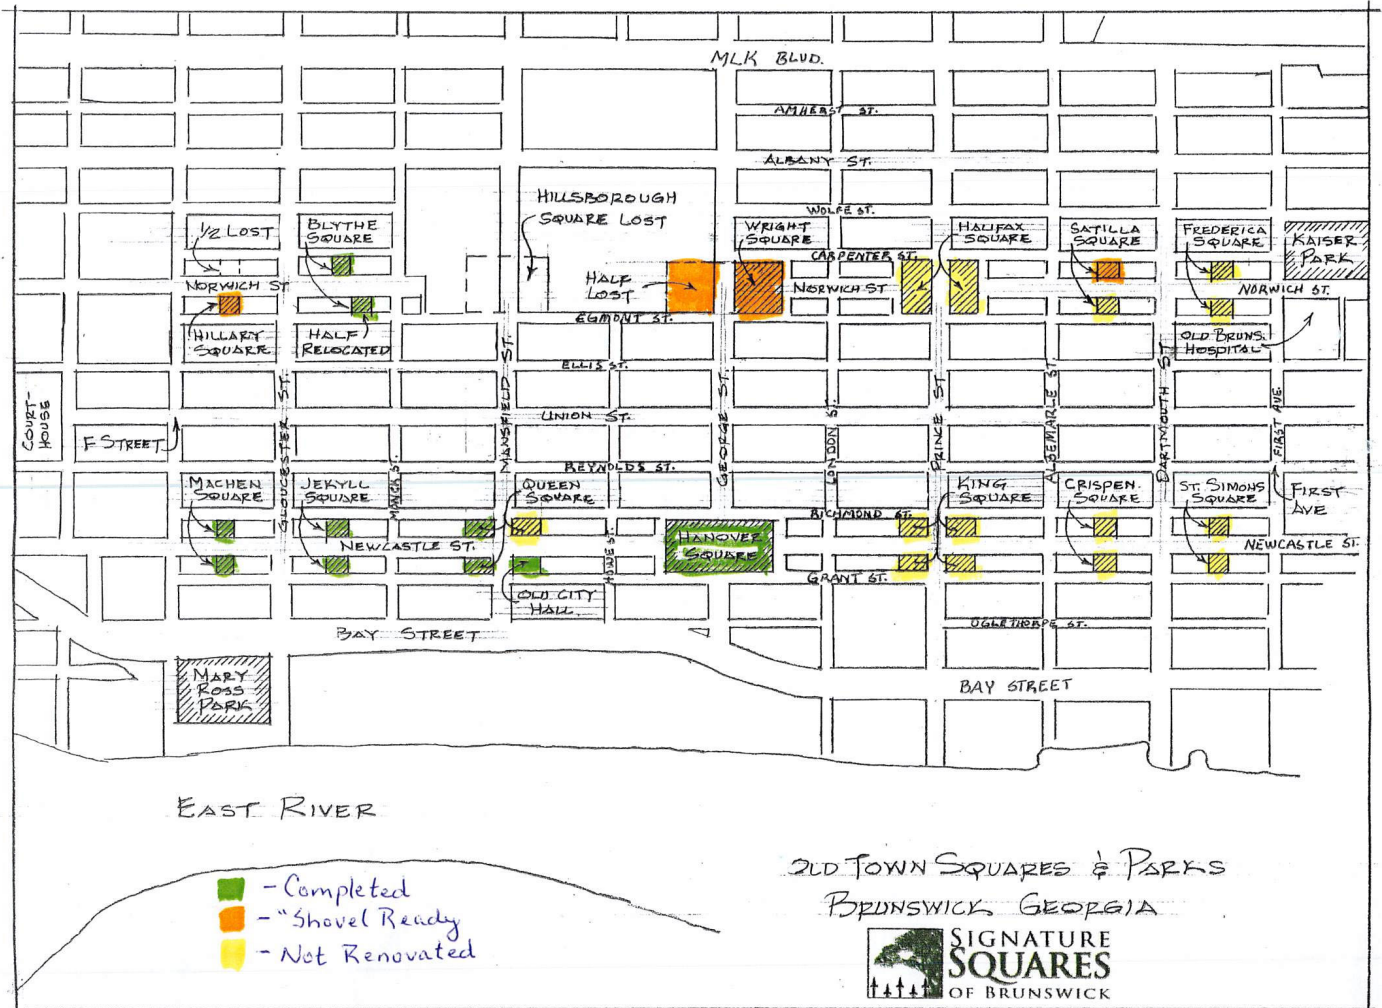 MLK BLVD.
AMHERST ST.
ALBANY ST.
HILLSBOROUGH
SQUARE LOST
WOLFE ST.
1/2 LOST
BLYTHE
SQUARE
WRIGHT
SQUARE
HALIFAX
SQUARE
SATILLA
SQUARE
FREDERICA
SQUARE
KAISER
PARK
CARPENTER ST.
NORWICH ST
HALF
LOST
NORWICH ST
NORWICH ST.
EGMONT ST.
HILLARY
SQUARE
HALF
RELOCATED
OLD BRUNS.
HOSPITAL
ELLIS ST.
MANSFIELD ST.
GLOUCESTER ST.
GEORGE ST.
LONDON ST.
PRINCE ST
ALBEMARLE ST
DARTMOUTH ST
FIRST AVE.
COURT-
HOUSE
UNION ST.
F STREET
REYNOLDS ST.
MACHEN
SQUARE
JEKYLL
SQUARE
MONCK ST.
QUEEN
SQUARE
KING
SQUARE
CRISPEN
SQUARE
ST. SIMONS
SQUARE
FIRST
AVE
RICHMOND ST.
NEWCASTLE ST.
HOWE ST.
HANOVER
SQUARE
NEWCASTLE ST.
GRANT ST.
OLD CITY
HALL
OGLETHORPE ST.
BAY STREET
MARY
ROSS
PARK
BAY STREET
EAST RIVER
OLD TOWN SQUARES & PARKS
BRUNSWICK GEORGIA
- Completed
- "Shovel Ready
- Not Renovated
SIGNATURE
SQUARES
OF BRUNSWICK